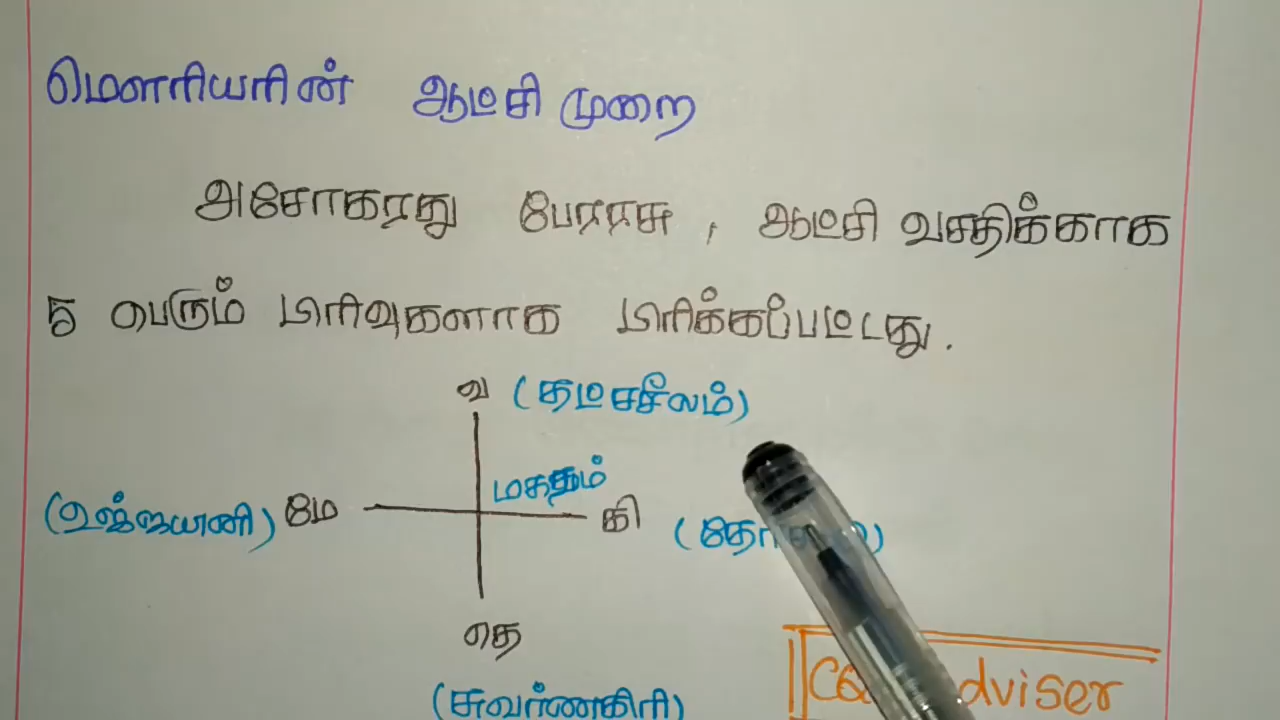 மௌரியரின் ஆட்சி முறை
அசோகரது பேரரசு , ஆட்சி வசதிக்காக
5 பெரும் பிரிவுகளாக பிரிக்கப்பட்டது.
வ (தட்சசீலம்)
மகதம்
(உஜ்ஜயனி) மே கி
தெ
(சுவர்ணகிரி)